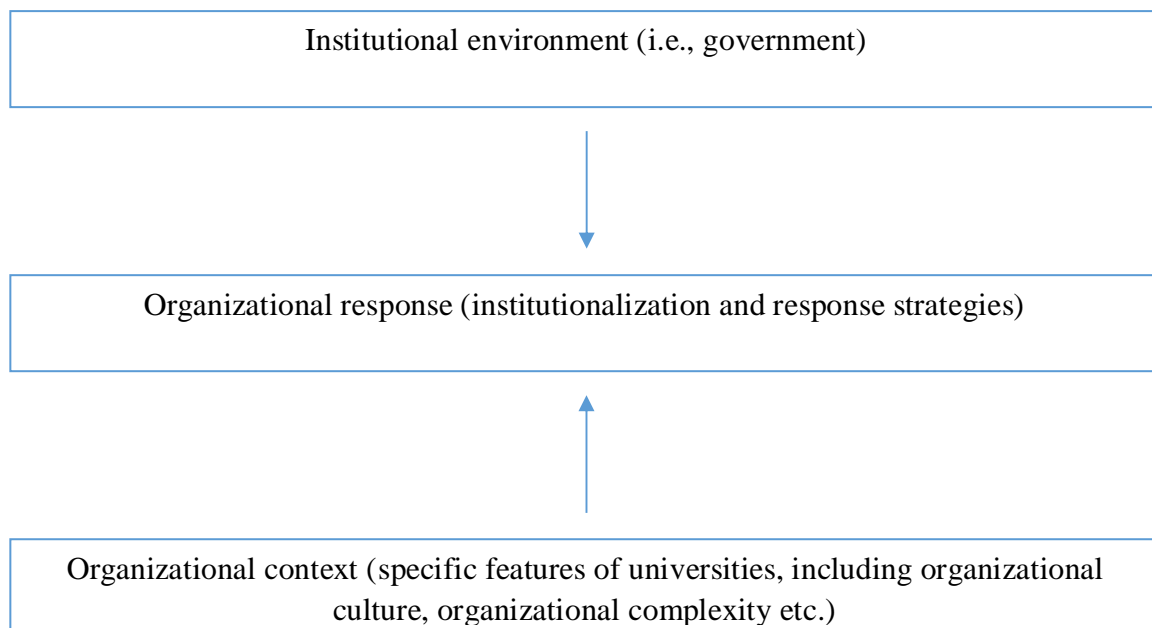 Institutional environment (i.e., government)
Organizational response (institutionalization and response strategies)
Organizational context (specific features of universities, including organizational
culture, organizational complexity etc.)